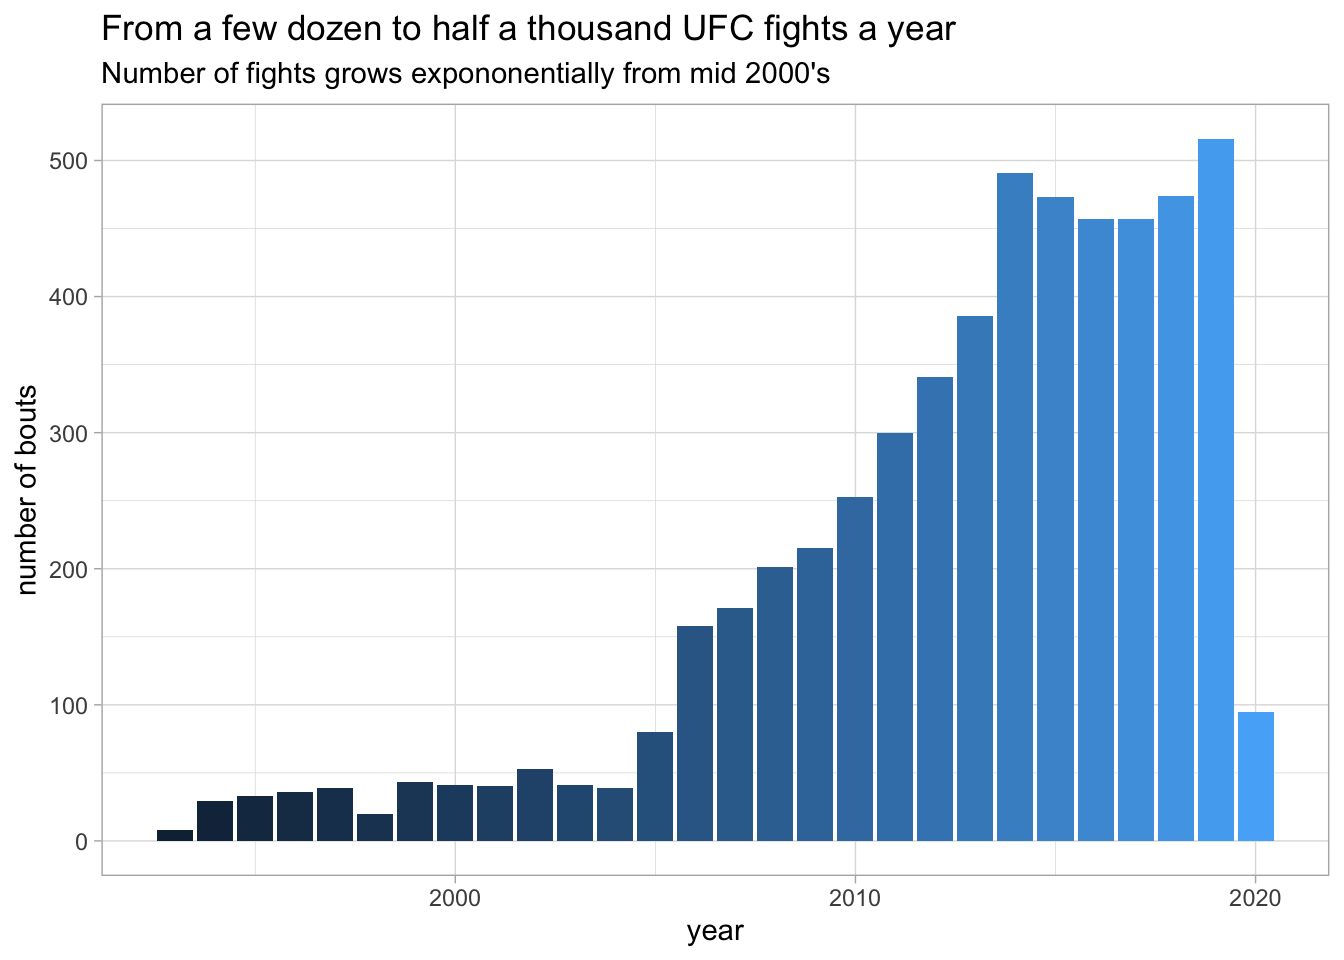 From a few dozen to half a thousand UFC fights a year
Number of fights grows expononentially from mid 2000's
500
400
300
200
100
0
number of bouts
2000
2010
2020
year